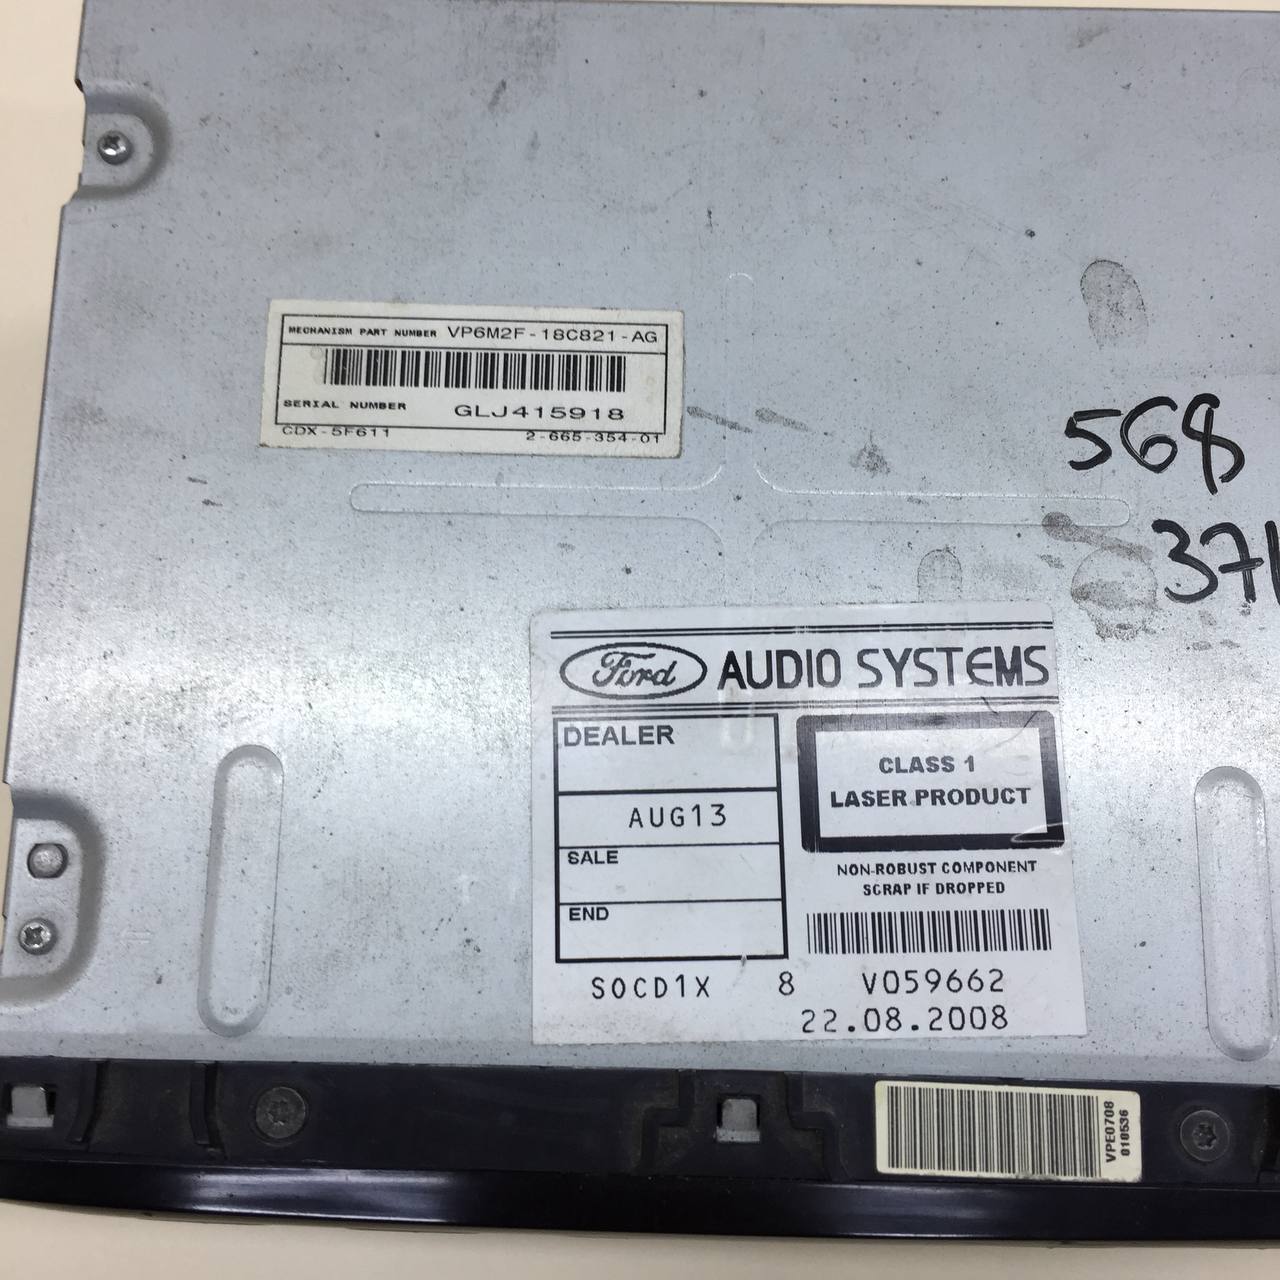 MECHANISM PART NUMBER VP6M2F-18C821-AG
SERIAL NUMBER GLJ415918
CDX-5F611 2-665-354-01
568
371
Ford AUDIO SYSTEMS
DEALER
AUG13
SALE
END
CLASS 1
LASER PRODUCT
NON-ROBUST COMPONENT
SCRAP IF DROPPED
S0CD1X 8 V059662
22.08.2008
VPE0708
010536